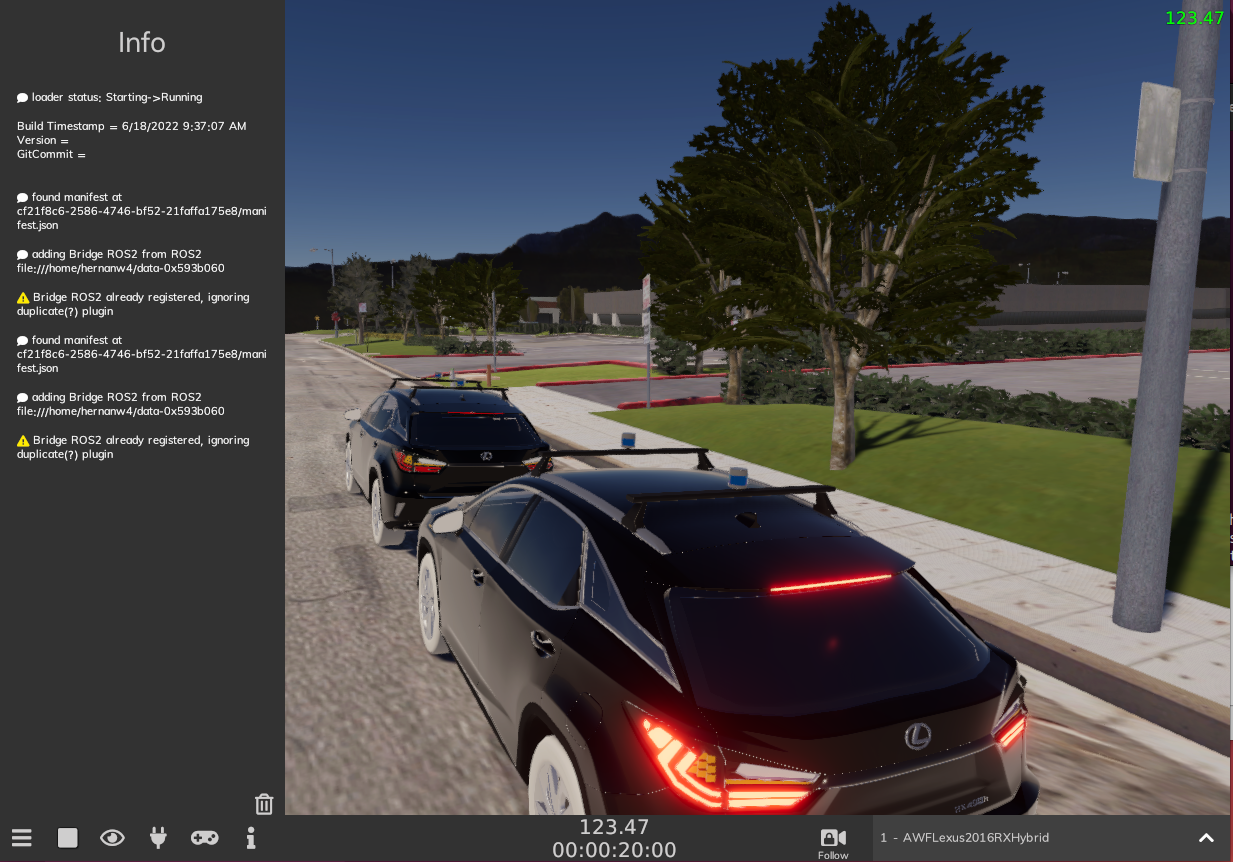 Info
123.47
loader status: Starting->Running
Build Timestamp = 6/18/2022 9:37:07 AM
Version =
GitCommit =
found manifest at
cf21f8c6-2586-4746-bf52-21faffa175e8/mani
fest.json
adding Bridge ROS2 from ROS2
file:///home/hernanw4/data-0x593b060
Bridge ROS2 already registered, ignoring
duplicate(?) plugin
found manifest at
cf21f8c6-2586-4746-bf52-21faffa175e8/mani
fest.json
adding Bridge ROS2 from ROS2
file:///home/hernanw4/data-0x593b060
Bridge ROS2 already registered, ignoring
duplicate(?) plugin
123.47
00:00:20:00
Follow
1 - AWFLexus2016RXHybrid